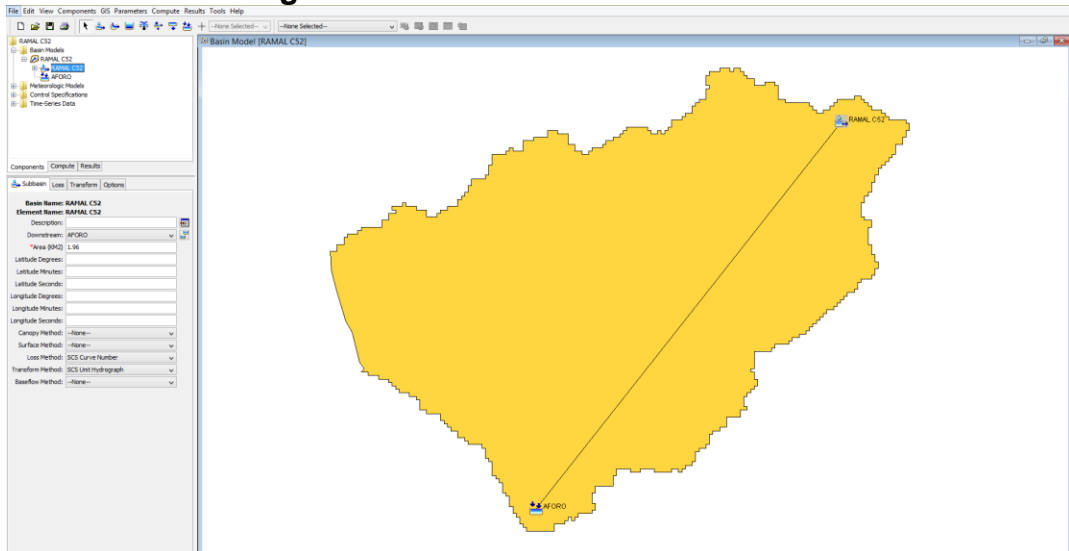 File Edit View Components GIS Parameters Compute Results Tools Help
--None Selected-- --None Selected--
RAMAL C52
Basin Models
RAMAL C52
RAMAL C52
AFORO
Meteorologic Models
Control Specifications
Time-Series Data
Components Compute Results
Subbasin Loss Transform Options
Basin Name: RAMAL C52
Element Name: RAMAL C52
Description:
Downstream: AFORO
*Area (KM2) 1.96
Latitude Degrees:
Latitude Minutes:
Latitude Seconds:
Longitude Degrees:
Longitude Minutes:
Longitude Seconds:
Canopy Method: --None--
Surface Method: --None--
Loss Method: SCS Curve Number
Transform Method: SCS Unit Hydrograph
Baseflow Method: --None--
Basin Model [RAMAL C52]
RAMAL C52
AFORO